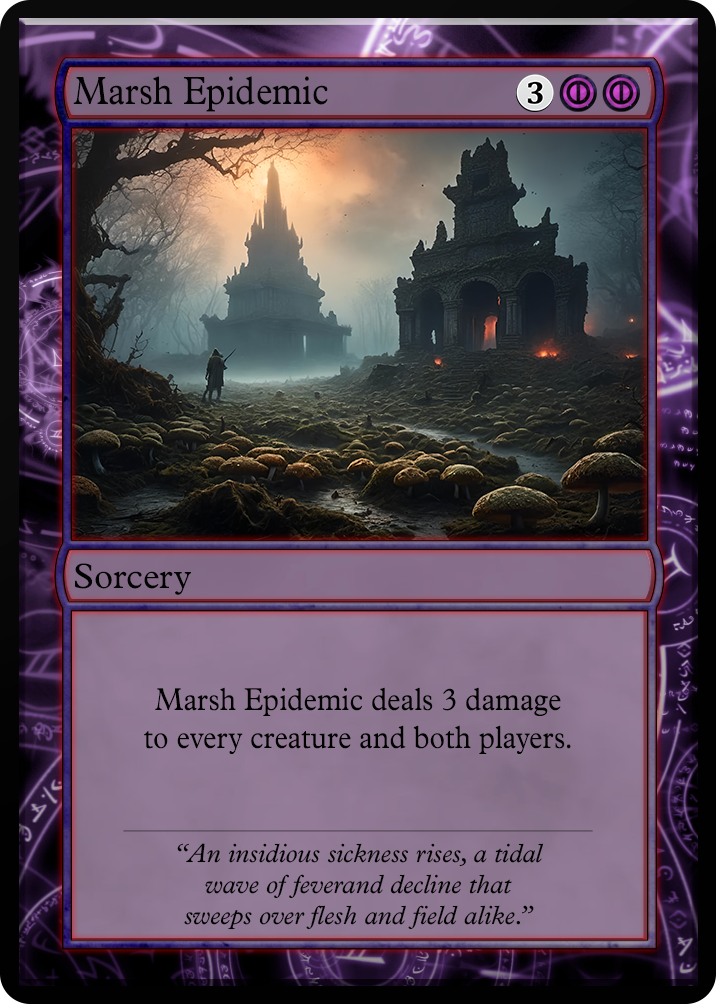 Marsh Epidemic 3
Sorcery
Marsh Epidemic deals 3 damage
to every creature and both players.
“An insidious sickness rises, a tidal
wave of feverand decline that
sweeps over flesh and field alike.”